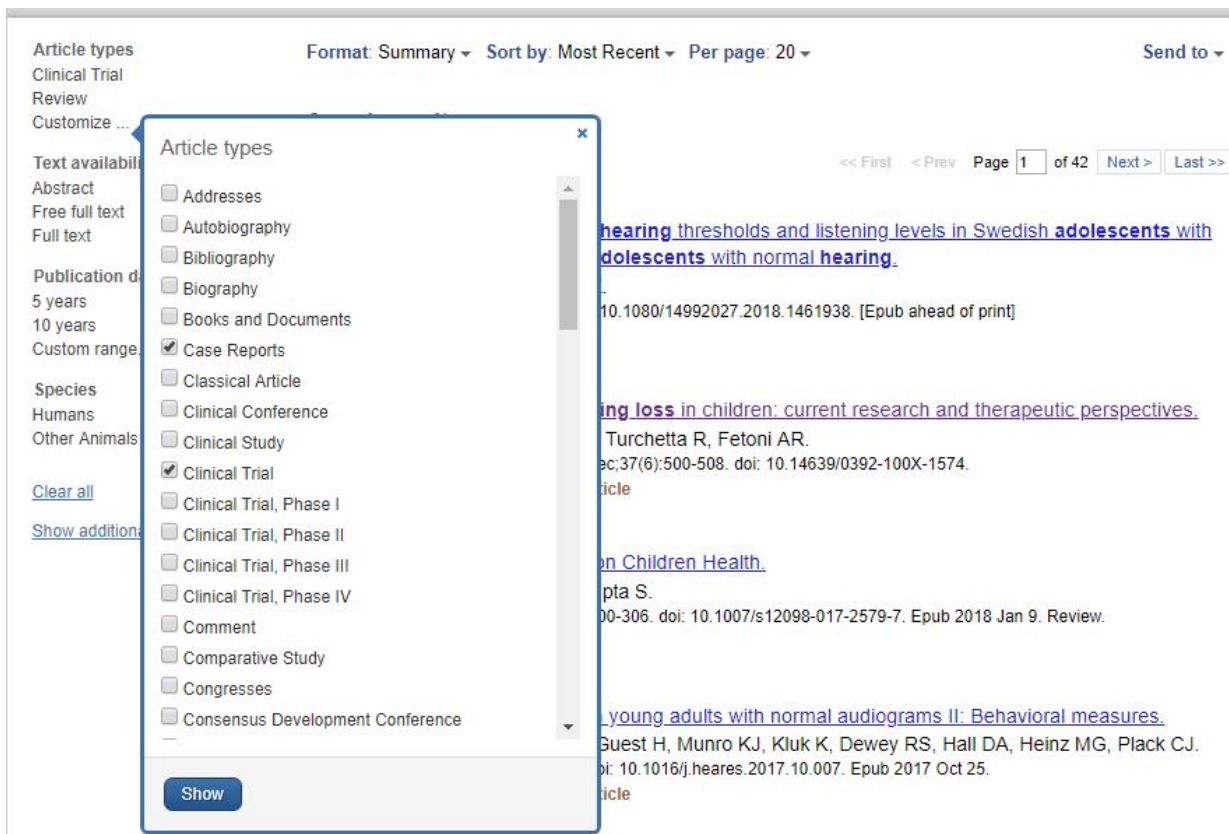 Article types
Clinical Trial
Review
Customize ...
Text availabili
Abstract
Free full text
Full text
Publication da
5 years
10 years
Custom range.
Species
Humans
Other Animals
Clear all
Show additiona
Format: Summary Sort by: Most Recent Per page: 20 Send to
<< First < Prev Page 1 of 42 Next > Last >>
Article types
×
Addresses
Autobiography
Bibliography
Biography
Books and Documents
Case Reports
Classical Article
Clinical Conference
Clinical Study
Clinical Trial
Clinical Trial, Phase I
Clinical Trial, Phase II
Clinical Trial, Phase III
Clinical Trial, Phase IV
Comment
Comparative Study
Congresses
Consensus Development Conference
Show
hearing thresholds and listening levels in Swedish adolescents with
dolescents with normal hearing.
10.1080/14992027.2018.1461938. [Epub ahead of print]
ing loss in children: current research and therapeutic perspectives.
Turchetta R, Fetoni AR.
ec;37(6):500-508. doi: 10.14639/0392-100X-1574.
icle
on Children Health.
pta S.
00-306. doi: 10.1007/s12098-017-2579-7. Epub 2018 Jan 9. Review.
young adults with normal audiograms II: Behavioral measures.
Guest H, Munro KJ, Kluk K, Dewey RS, Hall DA, Heinz MG, Plack CJ.
oi: 10.1016/j.heares.2017.10.007. Epub 2017 Oct 25.
icle